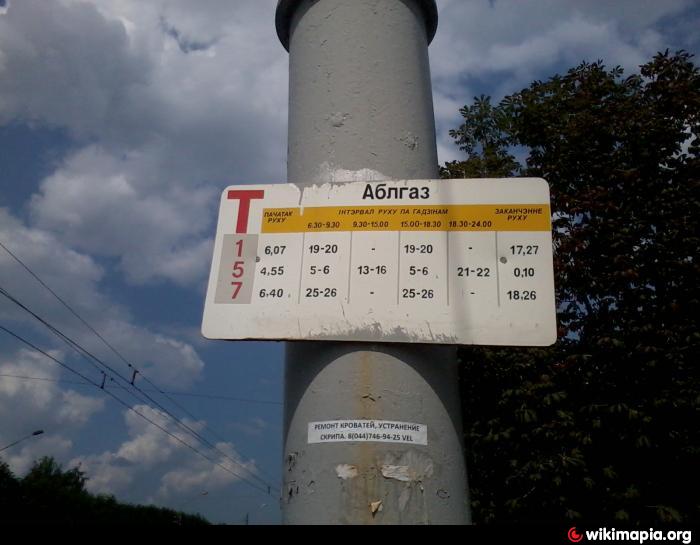 Аблгаз
Т ПАЧАТАК РУХУ ІНТЭРВАЛ РУХУ ПА ГАДЗІНАМ ЗАКАНЧЭННЕ РУХУ
6.30-9.30 9.30-15.00 15.00-18.30 18.30-24.00
1 6,07 19-20 - 19-20 - 17,27
5 4.55 5-6 13-16 5-6 21-22 0,10
7 6,40 25-26 - 25-26 - 18,26
РЕМОНТ КРОВАТЕЙ, УСТРАНЕНИЕ
СКРИПА. 8(044)746-94-25 VEL
wikimapia.org